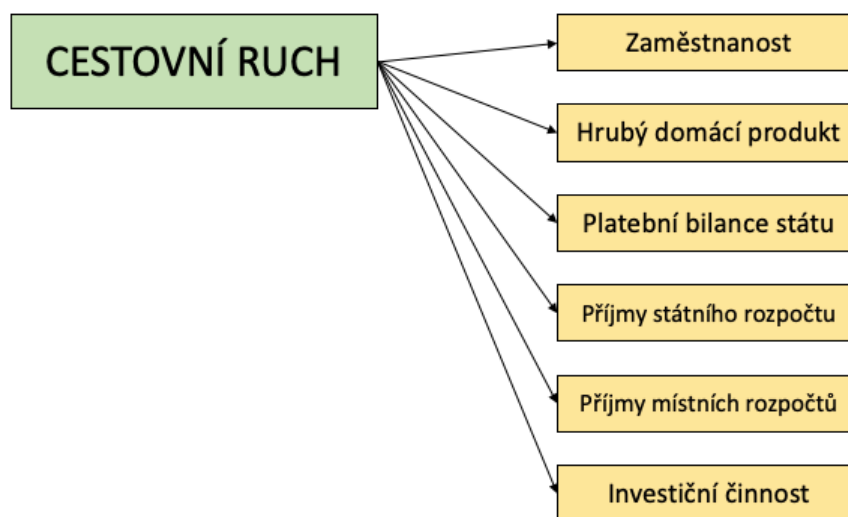 CESTOVNÍ RUCH
Zaměstnanost
Hrubý domácí produkt
Platební bilance státu
Příjmy státního rozpočtu
Příjmy místních rozpočtů
Investiční činnost